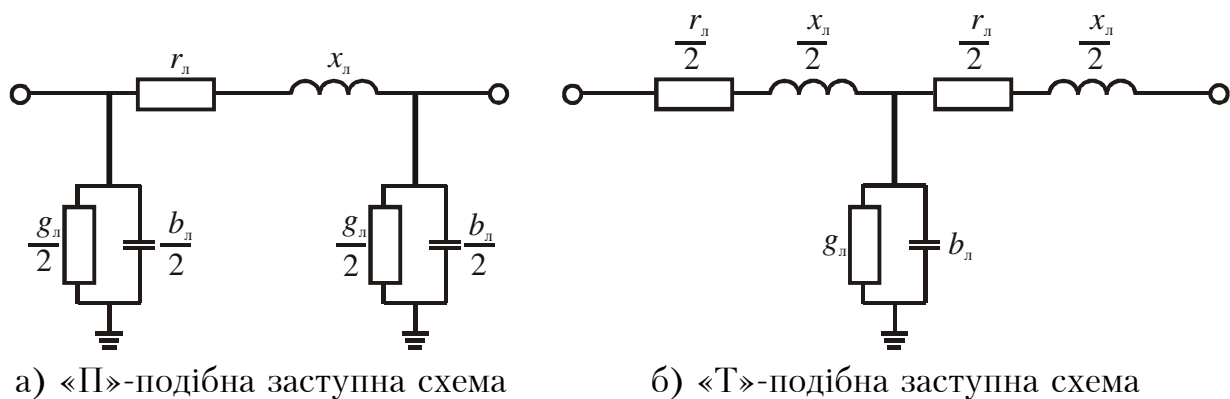 r_л x_л
g_л/2 b_л/2 g_л/2 b_л/2
а) «П»-подібна заступна схема
r_л/2 x_л/2 r_л/2 x_л/2
g_л b_л
б) «Т»-подібна заступна схема